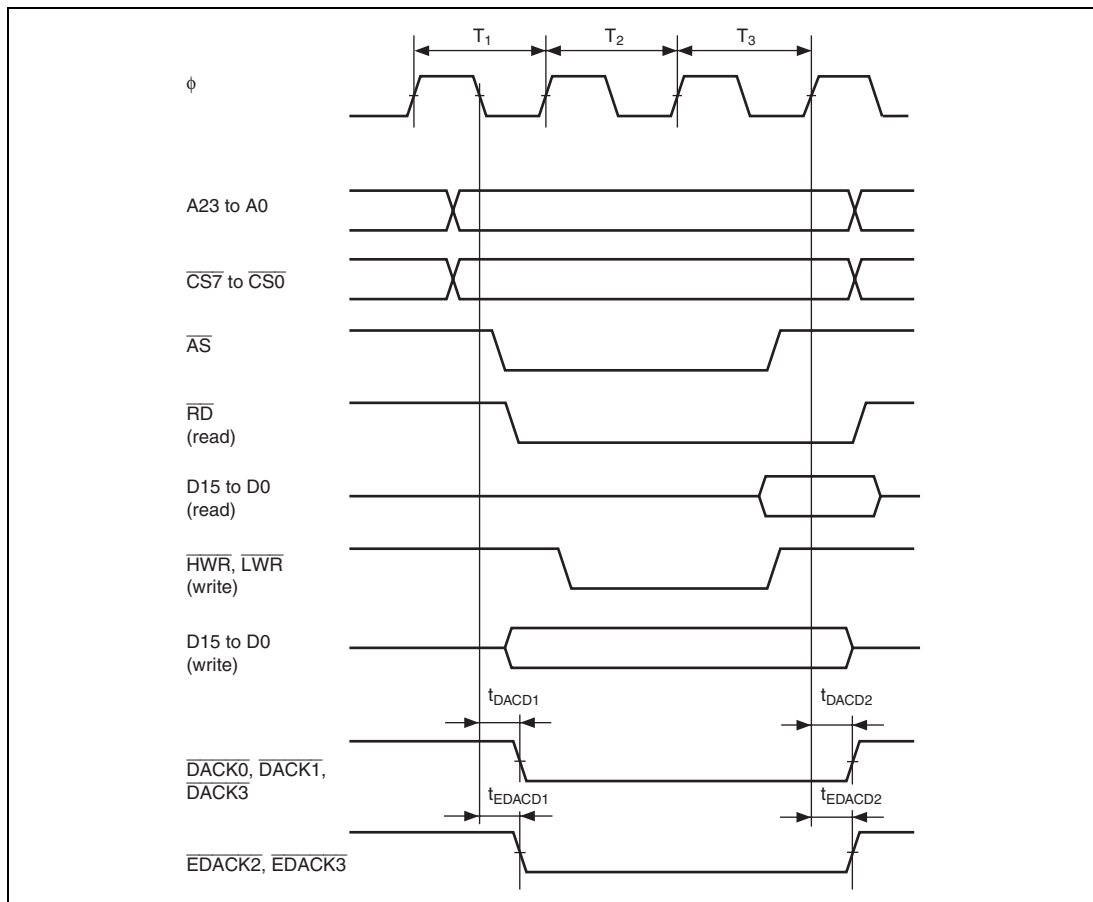 T1 T2 T3
φ
A23 to A0
CS7 to CS0
AS
RD
(read)
D15 to D0
(read)
HWR, LWR
(write)
D15 to D0
(write)
tDACD1 tDACD2
DACK0, DACK1,
DACK3
tEDACD1 tEDACD2
EDACK2, EDACK3